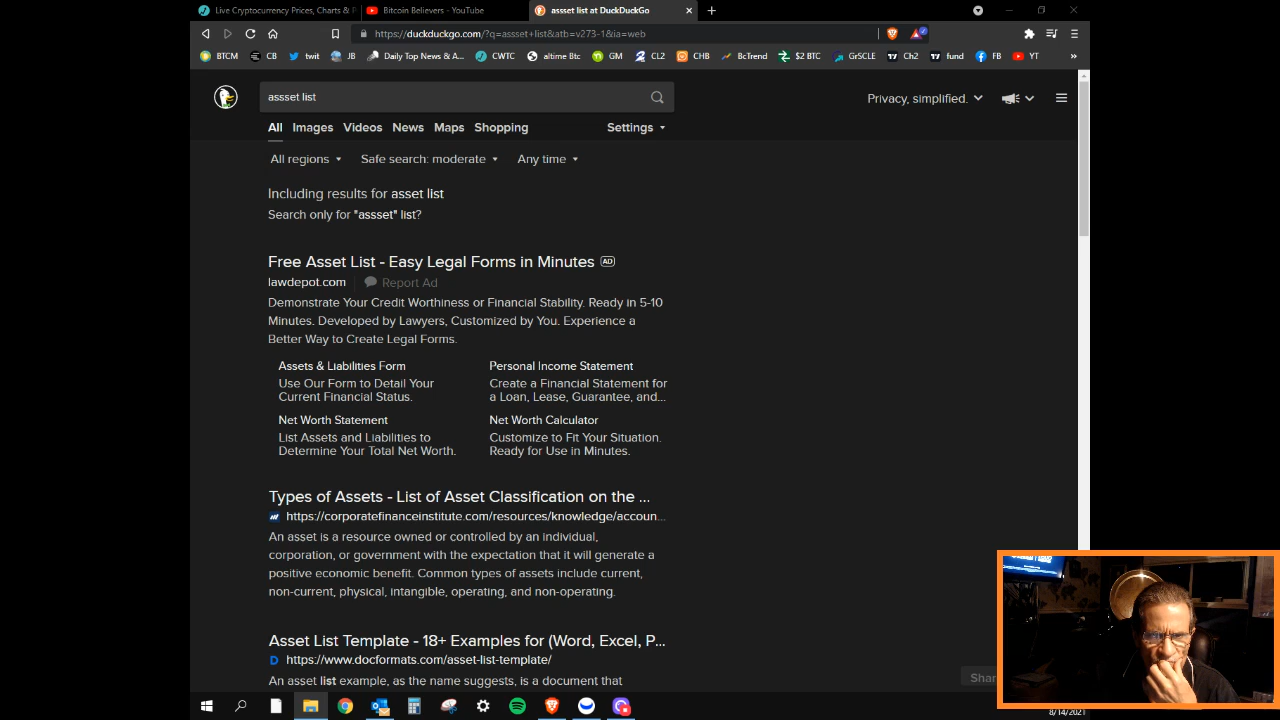 Live Cryptocurrency Prices, Charts & P
Bitcoin Believers - YouTube
assset list at DuckDuckGo
https://duckduckgo.com/?q=assset+list&atb=v273-1&ia=web
BTCM
CB
twit
JB
Daily Top News & A...
CWTC
altime Btc
GM
CL2
CHB
BcTrend
$2 BTC
GrSCLE
Ch2
fund
FB
YT
assset list
Privacy, simplified.
All Images Videos News Maps Shopping Settings
All regions Safe search: moderate Any time
Including results for asset list
Search only for "assset" list?
Free Asset List - Easy Legal Forms in Minutes AD
lawdepot.com Report Ad
Demonstrate Your Credit Worthiness or Financial Stability. Ready in 5-10
Minutes. Developed by Lawyers, Customized by You. Experience a
Better Way to Create Legal Forms.
Assets & Liabilities Form
Use Our Form to Detail Your
Current Financial Status.
Personal Income Statement
Create a Financial Statement for
a Loan, Lease, Guarantee, and...
Net Worth Statement
List Assets and Liabilities to
Determine Your Total Net Worth.
Net Worth Calculator
Customize to Fit Your Situation.
Ready for Use in Minutes.
Types of Assets - List of Asset Classification on the ...
https://corporatefinanceinstitute.com/resources/knowledge/accoun...
An asset is a resource owned or controlled by an individual,
corporation, or government with the expectation that it will generate a
positive economic benefit. Common types of assets include current,
non-current, physical, intangible, operating, and non-operating.
Asset List Template - 18+ Examples for (Word, Excel, P...
https://www.docformats.com/asset-list-template/
An asset list example, as the name suggests, is a document that
Shar
8/14/2021